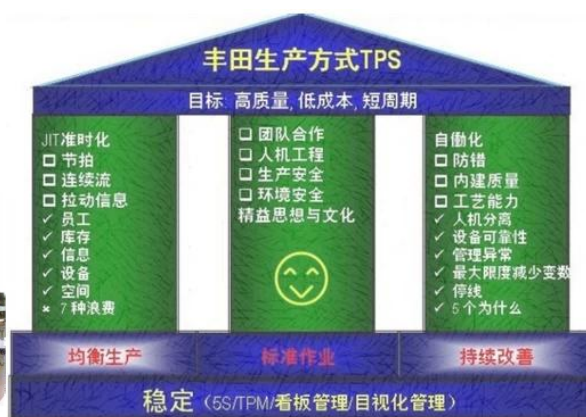 丰田生产方式TPS
目标: 高质量, 低成本, 短周期
JIT准时化
□ 节拍
□ 连续流
□ 拉动信息
✓ 员工
✓ 库存
✓ 信息
✓ 设备
✓ 空间
× 7种浪费
□ 团队合作
□ 人机工程
□ 生产安全
□ 环境安全
精益思想与文化
自働化
□ 防错
□ 内建质量
□ 工艺能力
✓ 人机分离
✓ 设备可靠性
✓ 管理异常
✓ 最大限度减少变数
✓ 停线
✓ 5个为什么
均衡生产
标准作业
持续改善
稳定（5S/TPM/看板管理/目视化管理）